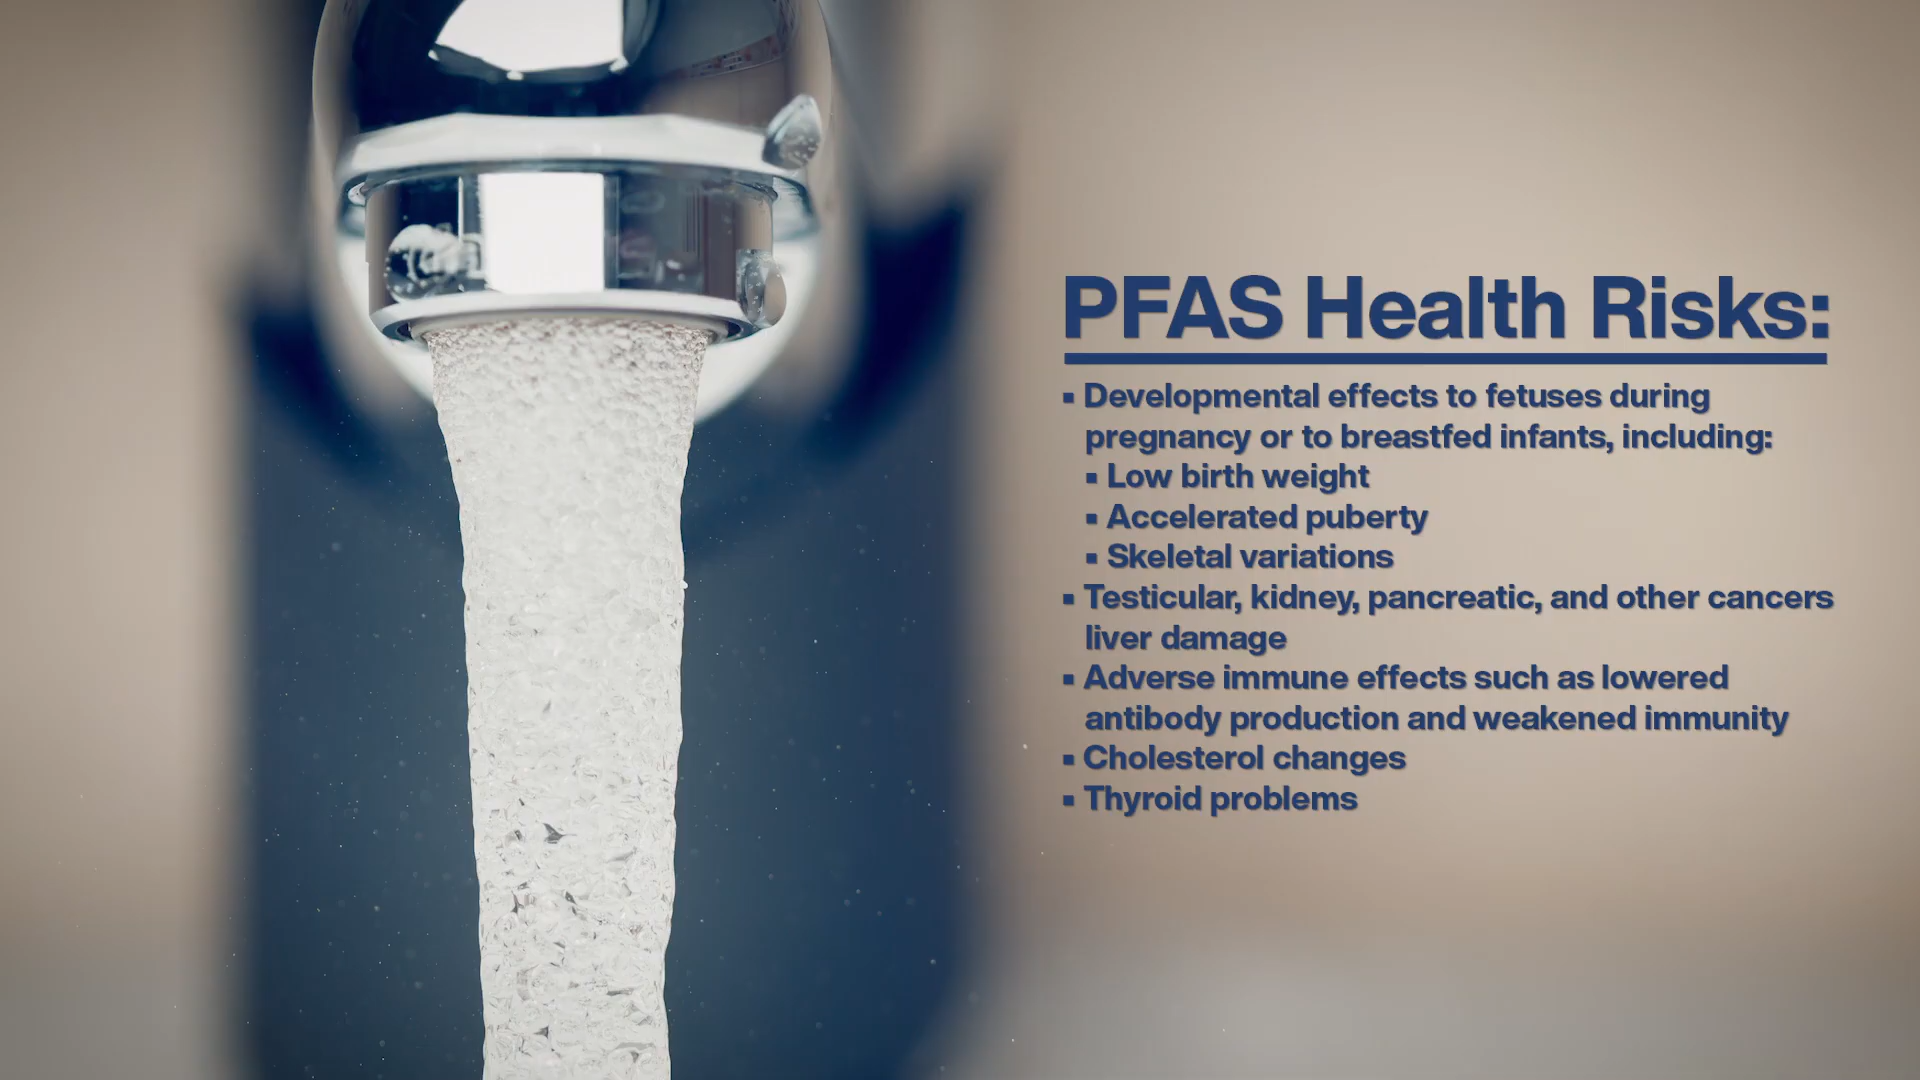 PFAS Health Risks:
▪ Developmental effects to fetuses during
pregnancy or to breastfed infants, including:
▪ Low birth weight
▪ Accelerated puberty
▪ Skeletal variations
▪ Testicular, kidney, pancreatic, and other cancers
liver damage
▪ Adverse immune effects such as lowered
antibody production and weakened immunity
▪ Cholesterol changes
▪ Thyroid problems